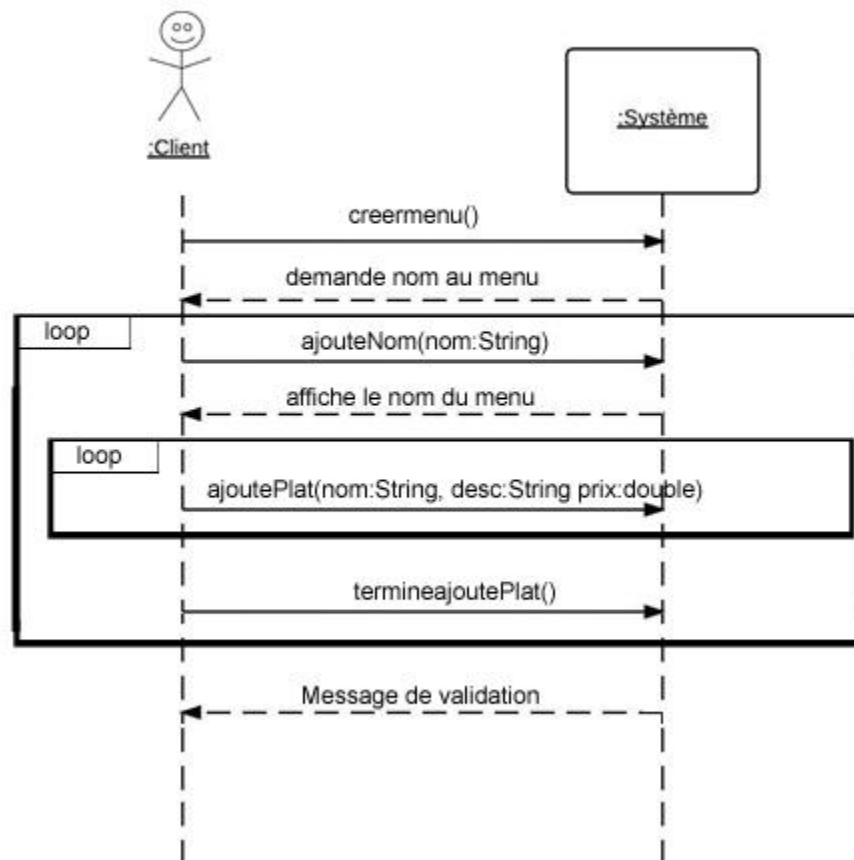 :Client
:Système
creermenu()
demande nom au menu
loop
ajouteNom(nom:String)
affiche le nom du menu
loop
ajoutePlat(nom:String, desc:String prix:double)
termineajoutePlat()
Message de validation